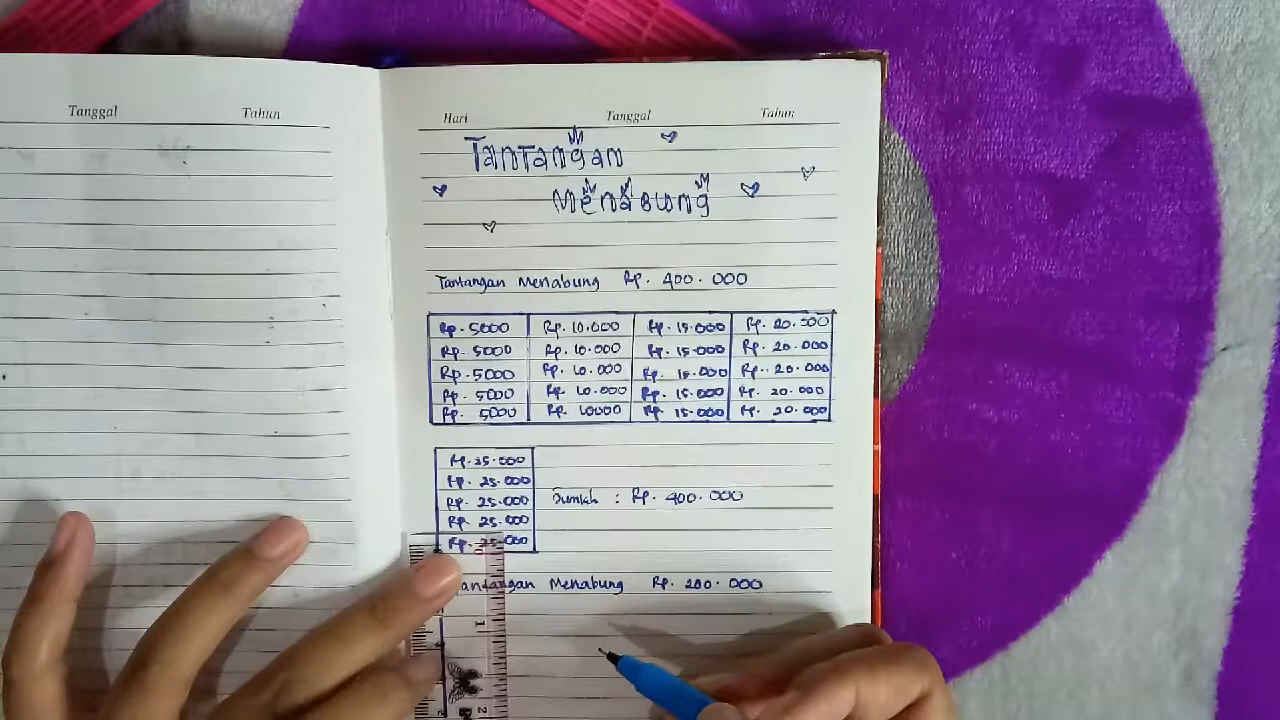 Tanggal Tahun
Hari Tanggal Tahun
Tantangan
Menabung
Tantangan Menabung Rp. 400.000
Rp. 5000 Rp. 10.000 Rp. 15.000 Rp. 20.000
Rp. 5000 Rp. 10.000 Rp. 15.000 Rp. 20.000
Rp. 5000 Rp. 10.000 Rp. 15.000 Rp. 20.000
Rp. 5000 Rp. 10.000 Rp. 15.000 Rp. 20.000
Rp. 5000 Rp. 10000 Rp. 15.000 Rp. 20.000
Rp. 25.000
Rp. 25.000
Rp. 25.000 Jumlah : Rp. 400.000
Rp. 25.000
Rp. 25.000
antangan Menabung Rp. 200.000
1
2